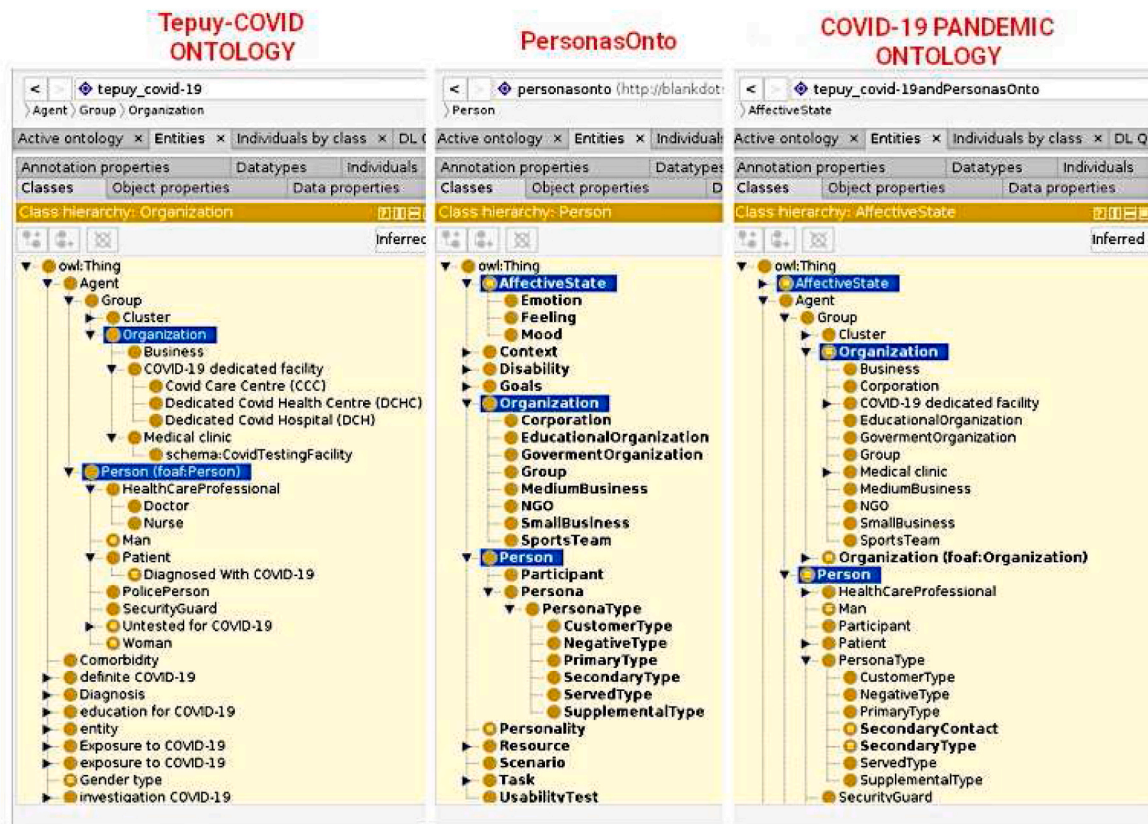 Tepuy-COVID
ONTOLOGY
< > tepuy_covid-19
Agent 〉Group 〉Organization
Active ontology × Entities × Individuals by class × DL Q
Annotation properties Datatypes Individuals
Classes Object properties Data properties
Class hierarchy: Organization
Inferred
owl:Thing
Agent
Group
Cluster
Organization
Business
COVID-19 dedicated facility
Covid Care Centre (CCC)
Dedicated Covid Health Centre (DCHC)
Dedicated Covid Hospital (DCH)
Medical clinic
schema:CovidTestingFacility
Person (foaf:Person)
HealthCareProfessional
Doctor
Nurse
Man
Patient
Diagnosed With COVID-19
PolicePerson
SecurityGuard
Untested for COVID-19
Woman
Comorbidity
definite COVID-19
Diagnosis
education for COVID-19
entity
Exposure to COVID-19
exposure to COVID-19
Gender type
investigation COVID-19
PersonasOnto
< > personasonto (http://blankdots
〉Person
Active ontology × Entities × Individuals
Annotation properties Datatypes
Classes Object properties D
Class hierarchy: Person
owl:Thing
AffectiveState
Emotion
Feeling
Mood
Context
Disability
Goals
Organization
Corporation
EducationalOrganization
GovermentOrganization
Group
MediumBusiness
NGO
SmallBusiness
SportsTeam
Person
Participant
Persona
PersonaType
CustomerType
NegativeType
PrimaryType
SecondaryType
ServedType
SupplementalType
Personality
Resource
Scenario
Task
UsabilityTest
COVID-19 PANDEMIC
ONTOLOGY
< > tepuy_covid-19andPersonasOnto
〉AffectiveState
Active ontology × Entities × Individuals by class × DL Q
Annotation properties Datatypes Individuals
Classes Object properties Data properties
Class hierarchy: AffectiveState
Inferred
owl:Thing
AffectiveState
Agent
Group
Cluster
Organization
Business
Corporation
COVID-19 dedicated facility
EducationalOrganization
GovermentOrganization
Group
Medical clinic
MediumBusiness
NGO
SmallBusiness
SportsTeam
Organization (foaf:Organization)
Person
HealthCareProfessional
Man
Participant
Patient
PersonaType
CustomerType
NegativeType
PrimaryType
SecondaryContact
SecondaryType
ServedType
SupplementalType
SecurityGuard